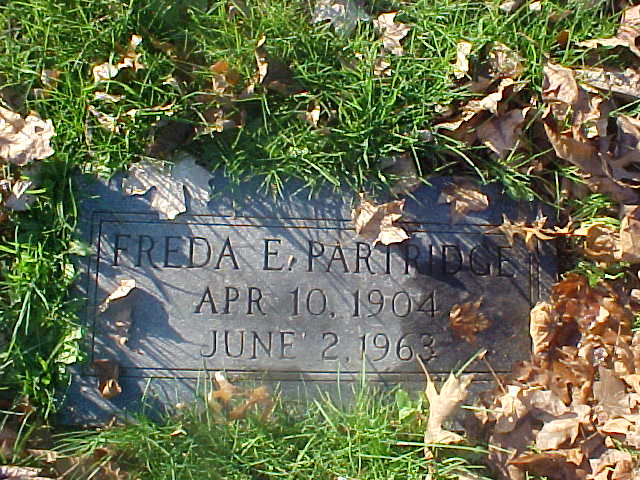 FREDA E. PARTRIDGE
APR 10, 1904
JUNE 2, 1963